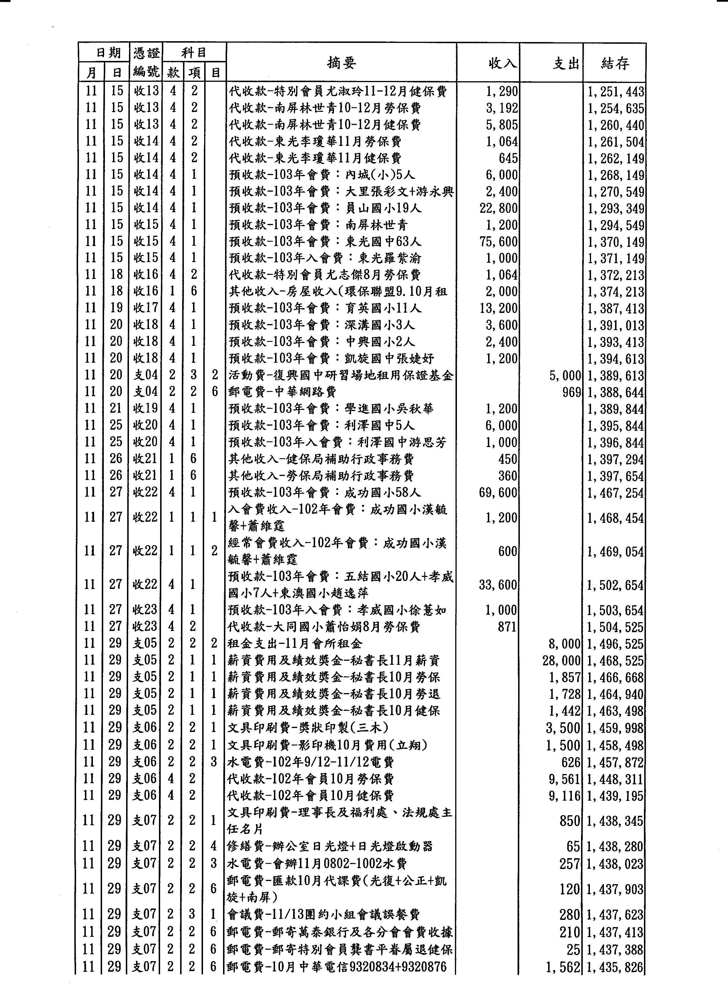 日期 憑證 科目 摘要 收入 支出 結存
月 日 編號 款 項 目
11 15 收13 4 2 代收款-特別會員尤淑玲11-12月健保費 1,290 1,251,443
11 15 收13 4 2 代收款-南屏林世青10-12月勞保費 3,192 1,254,635
11 15 收13 4 2 代收款-南屏林世青10-12月健保費 5,805 1,260,440
11 15 收14 4 2 代收款-東光李瓊華11月勞保費 1,064 1,261,504
11 15 收14 4 2 代收款-東光李瓊華11月健保費 645 1,262,149
11 15 收14 4 1 預收款-103年會費：內城(小)5人 6,000 1,268,149
11 15 收14 4 1 預收款-103年會費：大里張彩文+游永興 2,400 1,270,549
11 15 收14 4 1 預收款-103年會費：員山國小19人 22,800 1,293,349
11 15 收15 4 1 預收款-103年會費：南屏林世青 1,200 1,294,549
11 15 收15 4 1 預收款-103年會費：東光國中63人 75,600 1,370,149
11 15 收15 4 1 預收款-103年入會費：東光羅紫渝 1,000 1,371,149
11 18 收16 4 2 代收款-特別會員尤志傑8月勞保費 1,064 1,372,213
11 18 收16 1 6 其他收入-房屋收入(環保聯盟9.10月租 2,000 1,374,213
11 19 收17 4 1 預收款-103年會費：育英國小11人 13,200 1,387,413
11 20 收18 4 1 預收款-103年會費：深溝國小3人 3,600 1,391,013
11 20 收18 4 1 預收款-103年會費：中興國小2人 2,400 1,393,413
11 20 收18 4 1 預收款-103年會費：凱旋國中張婕妤 1,200 1,394,613
11 20 支04 2 3 2 活動費-復興國中研習場地租用保證基金 5,000 1,389,613
11 20 支04 2 2 6 郵電費-中華網路費 969 1,388,644
11 21 收19 4 1 預收款-103年會費：學進國小吳秋華 1,200 1,389,844
11 25 收20 4 1 預收款-103年會費：利澤國中5人 6,000 1,395,844
11 25 收20 4 1 預收款-103年入會費：利澤國中游思芳 1,000 1,396,844
11 26 收21 1 6 其他收入-健保局補助行政事務費 450 1,397,294
11 26 收21 1 6 其他收入-勞保局補助行政事務費 360 1,397,654
11 27 收22 4 1 預收款-103年會費：成功國小58人 69,600 1,467,254
11 27 收22 1 1 1 入會費收入-102年會費：成功國小漢毓 1,200 1,468,454
馨+蕭維霆
11 27 收22 1 1 2 經常會費收入-102年會費：成功國小漢 600 1,469,054
毓馨+蕭維霆
11 27 收22 4 1 預收款-103年會費：五結國小20人+孝威 33,600 1,502,654
國小7人+東澳國小趙逸萍
11 27 收23 4 1 預收款-103年入會費：孝威國小徐薏如 1,000 1,503,654
11 27 收23 4 2 代收款-大同國小蕭怡娟8月勞保費 871 1,504,525
11 29 支05 2 2 2 租金支出-11月會所租金 8,000 1,496,525
11 29 支05 2 1 1 薪資費用及績效獎金-秘書長11月薪資 28,000 1,468,525
11 29 支05 2 1 1 薪資費用及績效獎金-秘書長10月勞保 1,857 1,466,668
11 29 支05 2 1 1 薪資費用及績效獎金-秘書長10月勞退 1,728 1,464,940
11 29 支05 2 1 1 薪資費用及績效獎金-秘書長10月健保 1,442 1,463,498
11 29 支06 2 2 1 文具印刷費-獎狀印製(三木) 3,500 1,459,998
11 29 支06 2 2 1 文具印刷費-影印機10月費用(立翔) 1,500 1,458,498
11 29 支06 2 2 3 水電費-102年9/12-11/12電費 626 1,457,872
11 29 支06 4 2 代收款-102年會員10月勞保費 9,561 1,448,311
11 29 支06 4 2 代收款-102年會員10月健保費 9,116 1,439,195
11 29 支07 2 2 1 文具印刷費-理事長及福利處、法規處主 850 1,438,345
任名片
11 29 支07 2 2 4 修繕費-辦公室日光燈+日光燈啟動器 65 1,438,280
11 29 支07 2 2 3 水電費-會辦11月0802-1002水費 257 1,438,023
11 29 支07 2 2 6 郵電費-匯款10月代課費(光復+公正+凱 120 1,437,903
旋+南屏)
11 29 支07 2 3 1 會議費-11/13團約小組會議誤餐費 280 1,437,623
11 29 支07 2 2 6 郵電費-郵寄萬泰銀行及各分會會費收據 210 1,437,413
11 29 支07 2 2 6 郵電費-郵寄特別會員龔書平眷屬退健保 25 1,437,388
11 29 支07 2 2 6 郵電費-10月中華電信9320834+9320876 1,562 1,435,826